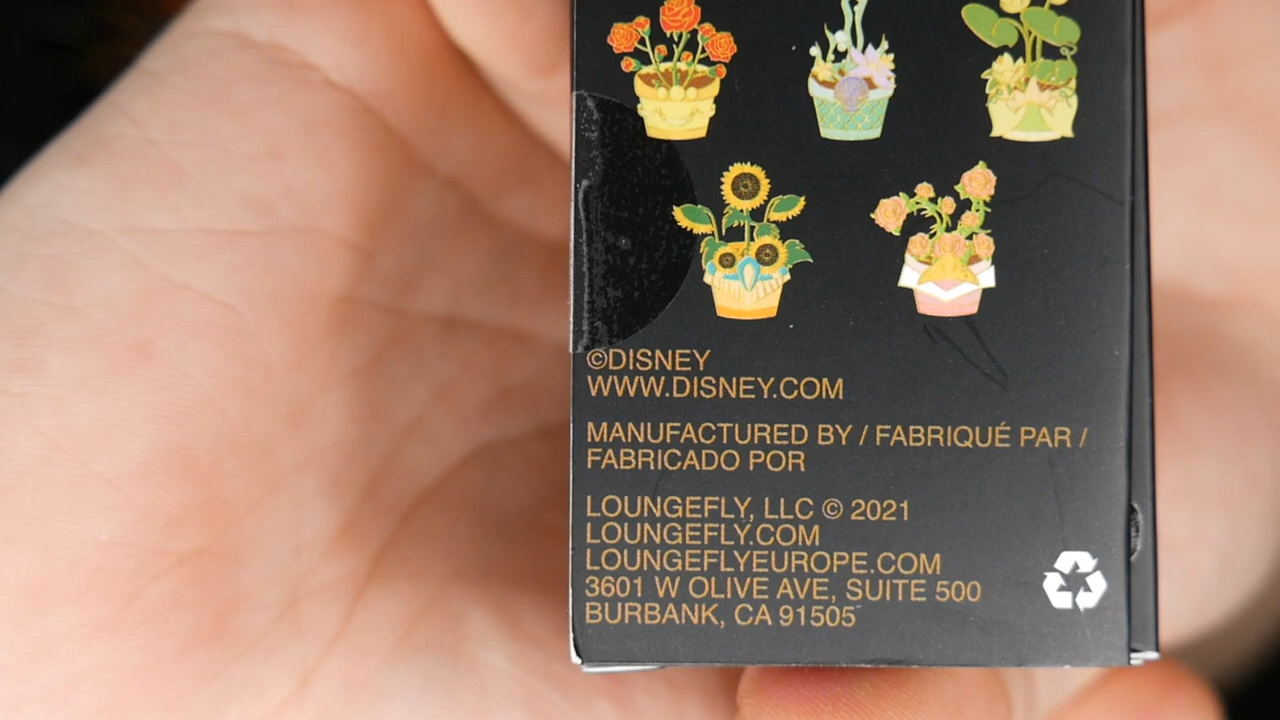 ©DISNEY
WWW.DISNEY.COM
MANUFACTURED BY / FABRIQUÉ PAR /
FABRICADO POR
LOUNGEFLY, LLC © 2021
LOUNGEFLY.COM
LOUNGEFLYEUROPE.COM
3601 W OLIVE AVE, SUITE 500
BURBANK, CA 91505